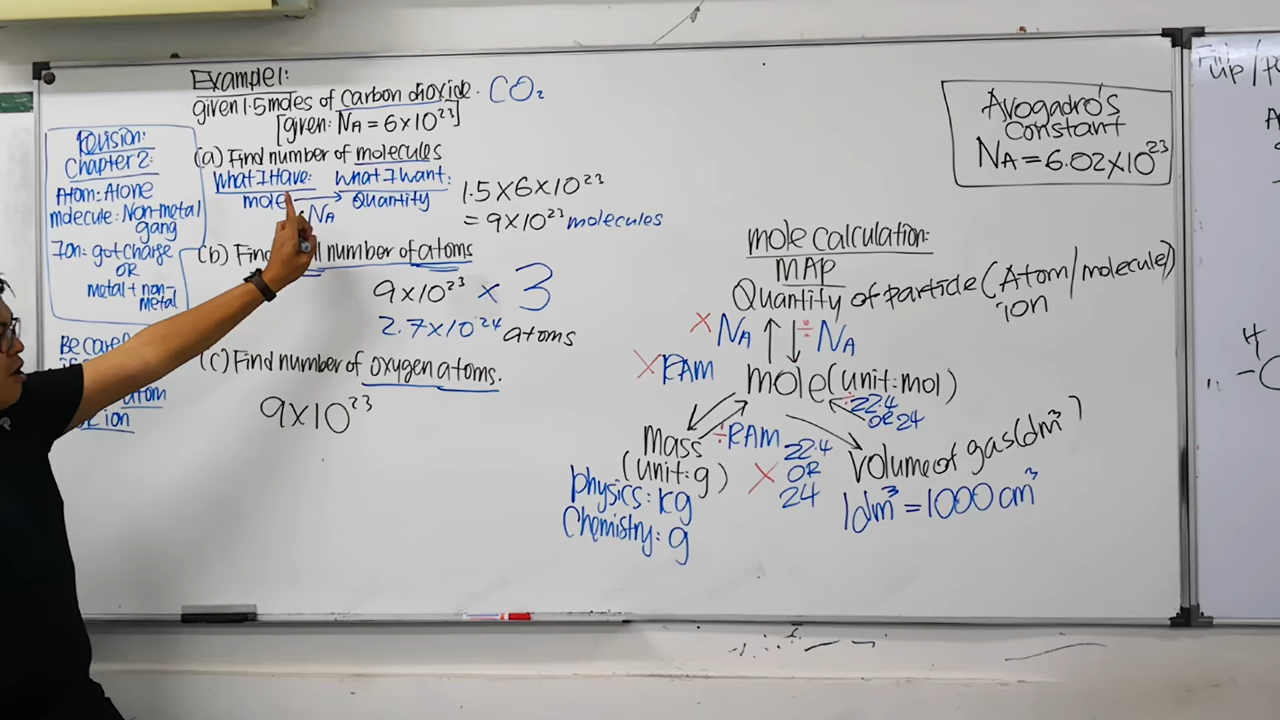 Example 1:
given 1.5 moles of carbon dioxide. CO₂
[given: NA = 6×10²³]
(a) Find number of molecules
What I Have: What I Want:
mole → Quantity
NA
1.5 × 6 × 10²³
= 9×10²³ molecules
(b) Find number of atoms
9×10²³ × 3
2.7×10²⁴ atoms
(c) Find number of oxygen atoms.
9×10²³
Revision:
Chapter 2:
Atom: Alone
molecule: Non-metal
gang
Ion: got charge
OR
metal + non-
metal
atom
ion
Avogadro's
Constant
NA = 6.02×10²³
mole calculation:
MAP
Quantity of particle (Atom/molecule)
ion
× NA ÷ NA
× RAM
mole (unit: mol)
÷ 22.4
OR 24
Mass
(unit: g)
÷ RAM
× 22.4
OR
24
Volume of gas (dm³)
1dm³ = 1000 cm³
physics: kg
Chemistry: g
up /